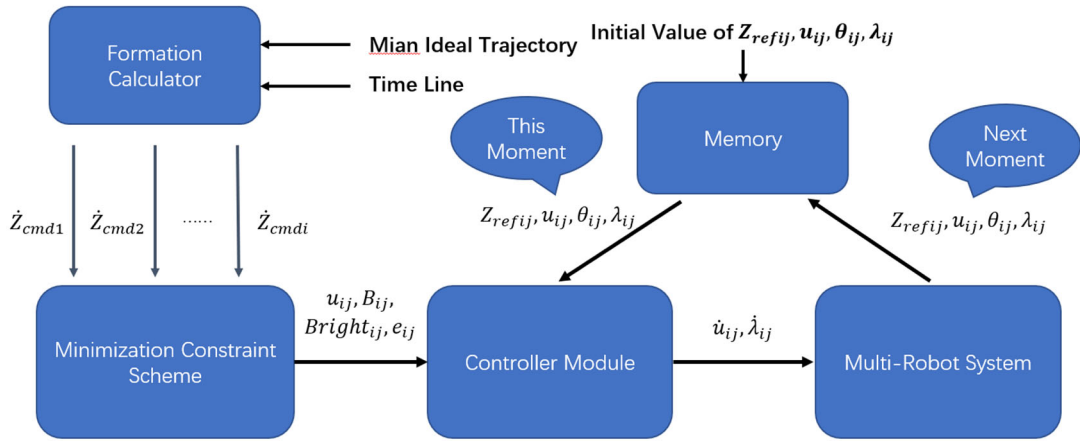 Formation
Calculator
Mian Ideal Trajectory
Time Line
Initial Value of Z_{refij}, u_{ij}, θ_{ij}, λ_{ij}
This
Moment
Memory
Next
Moment
Ż_{cmd1} Ż_{cmd2} ...... Ż_{cmdi}
Z_{refij}, u_{ij}, θ_{ij}, λ_{ij}
Z_{refij}, u_{ij}, θ_{ij}, λ_{ij}
Minimization Constraint
Scheme
u_{ij}, B_{ij},
Bright_{ij}, e_{ij}
Controller Module
u̇_{ij}, λ̇_{ij}
Multi-Robot System